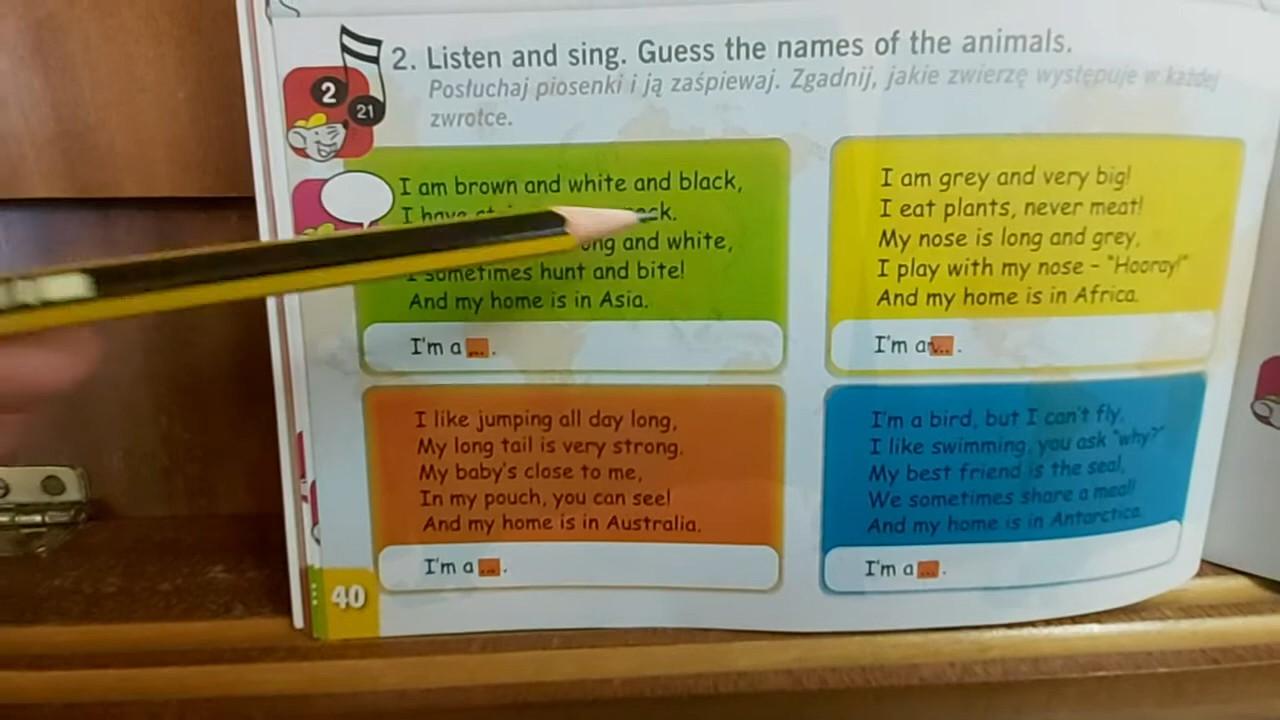 2
21
2. Listen and sing. Guess the names of the animals.
Posłuchaj piosenki i ją zaśpiewaj. Zgadnij, jakie zwierzę występuje w każdej
zwrotce.
I am brown and white and black,
I have
and white,
I sometimes hunt and bite!
And my home is in Asia.
I'm a ... .
I am grey and very big!
I eat plants, never meat!
My nose is long and grey,
I play with my nose – "Hooray!"
And my home is in Africa.
I'm an ... .
I like jumping all day long,
My long tail is very strong.
My baby's close to me,
In my pouch, you can see!
And my home is in Australia.
I'm a ... .
I'm a bird, but I can't fly,
I like swimming, you ask "why?"
My best friend is the seal,
We sometimes share a meal!
And my home is in Antarctica.
I'm a ... .
40